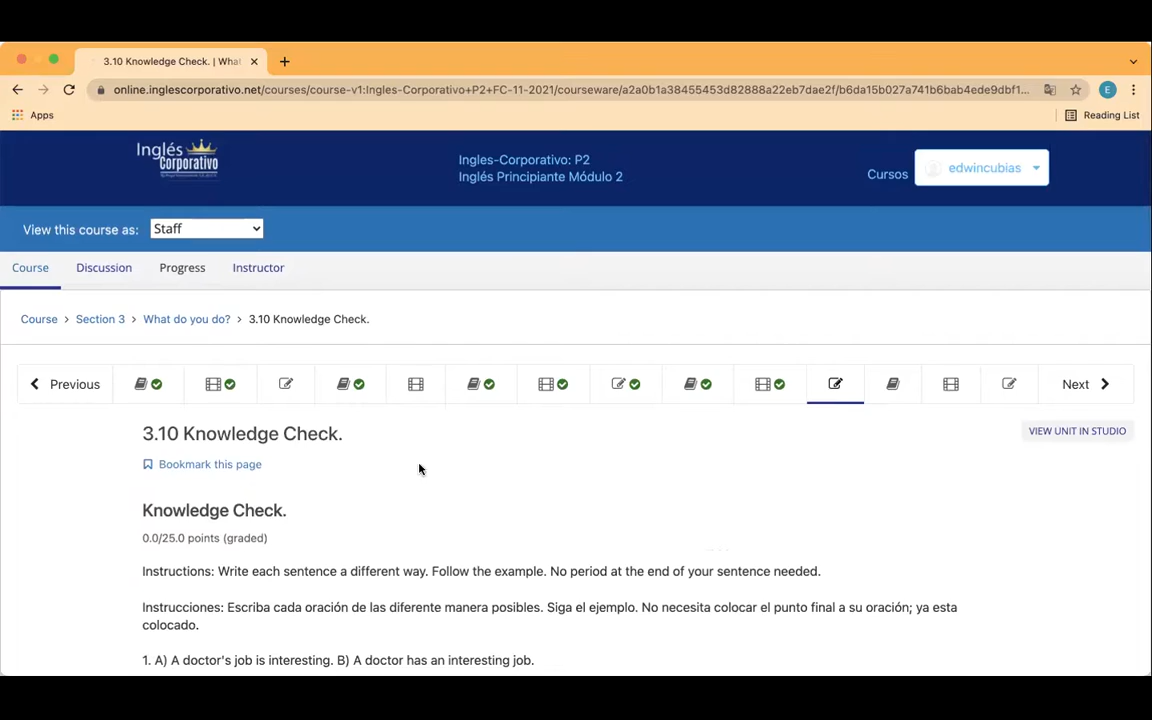 3.10 Knowledge Check. | What
online.inglescorporativo.net/courses/course-v1:Ingles-Corporativo+P2+FC-11-2021/courseware/a2a0b1a38455453d82888a22eb7dae2f/b6da15b027a741b6bab4ede9dbf1...
E
Apps
Reading List
Inglés
Corporativo
Ingles-Corporativo: P2
Inglés Principiante Módulo 2
Cursos
edwincubias
View this course as:
Staff
Course
Discussion
Progress
Instructor
Course > Section 3 > What do you do? > 3.10 Knowledge Check.
Previous
Next
3.10 Knowledge Check.
VIEW UNIT IN STUDIO
Bookmark this page
Knowledge Check.
0.0/25.0 points (graded)
Instructions: Write each sentence a different way. Follow the example. No period at the end of your sentence needed.
Instrucciones: Escriba cada oración de las diferente manera posibles. Siga el ejemplo. No necesita colocar el punto final a su oración; ya esta
colocado.
1. A) A doctor's job is interesting. B) A doctor has an interesting job.